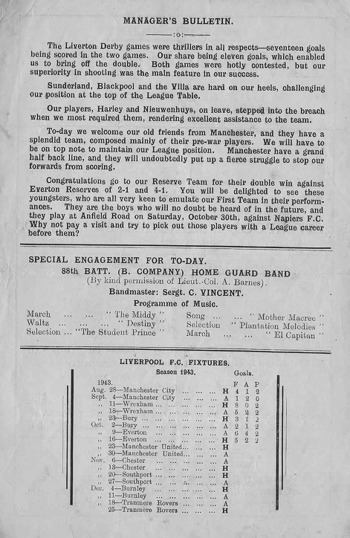 MANAGER'S BULLETIN.
:o:
The Liverton Derby games were thrillers in all respects—seventeen goals
being scored in the two games. Our share being eleven goals, which enabled
us to bring off the double. Both games were hotly contested, but our
superiority in shooting was the main feature in our success.
Sunderland, Blackpool and the Villa are hard on our heels, challenging
our position at the top of the League Table.
Our players, Harley and Nieuwenhuys, on leave, stepped into the breach
when we most required them, rendering excellent assistance to the team.
To-day we welcome our old friends from Manchester, and they have a
splendid team, composed mainly of their pre-war players. We will have to
be on top note to maintain our League position. Manchester have a grand
half back line, and they will undoubtedly put up a fierce struggle to stop our
forwards from scoring.
Congratulations go to our Reserve Team for their double win against
Everton Reserves of 2-1 and 4-1. You will be delighted to see these
youngsters, who are all very keen to emulate our First Team in their perform-
ances. They are the boys who will no doubt be heard of in the future, and
they play at Anfield Road on Saturday, October 30th, against Napiers F.C.
Why not pay a visit and try to pick out those players with a League career
before them?
SPECIAL ENGAGEMENT FOR TO-DAY.
88th BATT. (B. COMPANY) HOME GUARD BAND
(By kind permission of Lieut.-Col. A. Barnes).
Bandmaster: Sergt. C. VINCENT.
Programme of Music.
March ... ... ... "The Middy" Song ... ... ... "Mother Macree"
Waltz ... ... ... "Destiny" Selection "Plantation Melodies"
Selection ... "The Student Prince" March ... ... ... "El Capitan"
LIVERPOOL F.C. FIXTURES.
Season 1943. Goals.
1943. F A P
Aug. 28—Manchester City ... ... ... H 4 1 2
Sept. 4—Manchester City ... ... ... A 1 2 0
„ 11—Wrexham ... ... ... ... H 0 2
„ 18—Wrexham ... ... ... ... A 5 2 2
„ Bury ... ... ... ... H 3 1 2
Oct. 2—Bury ... ... ... ... A 2 1 2
„ 9—Everton ... ... ... ... A 6 4 2
„ 16—Everton ... ... ... ... H 5 2 2
„ 23—Manchester United ... ... H
„ 30—Manchester United ... ... A
Nov. 6—Chester ... ... ... ... A
„ 13—Chester ... ... ... ... H
„ 20—Southport ... ... ... ... H
„ 27—Southport ... ... ... ... A
Dec. 4—Burnley ... ... ... ... H
„ 11—Burnley ... ... ... ... A
„ 18—Tranmere Rovers ... ... ... A
„ 25—Tranmere Rovers ... ... ... H